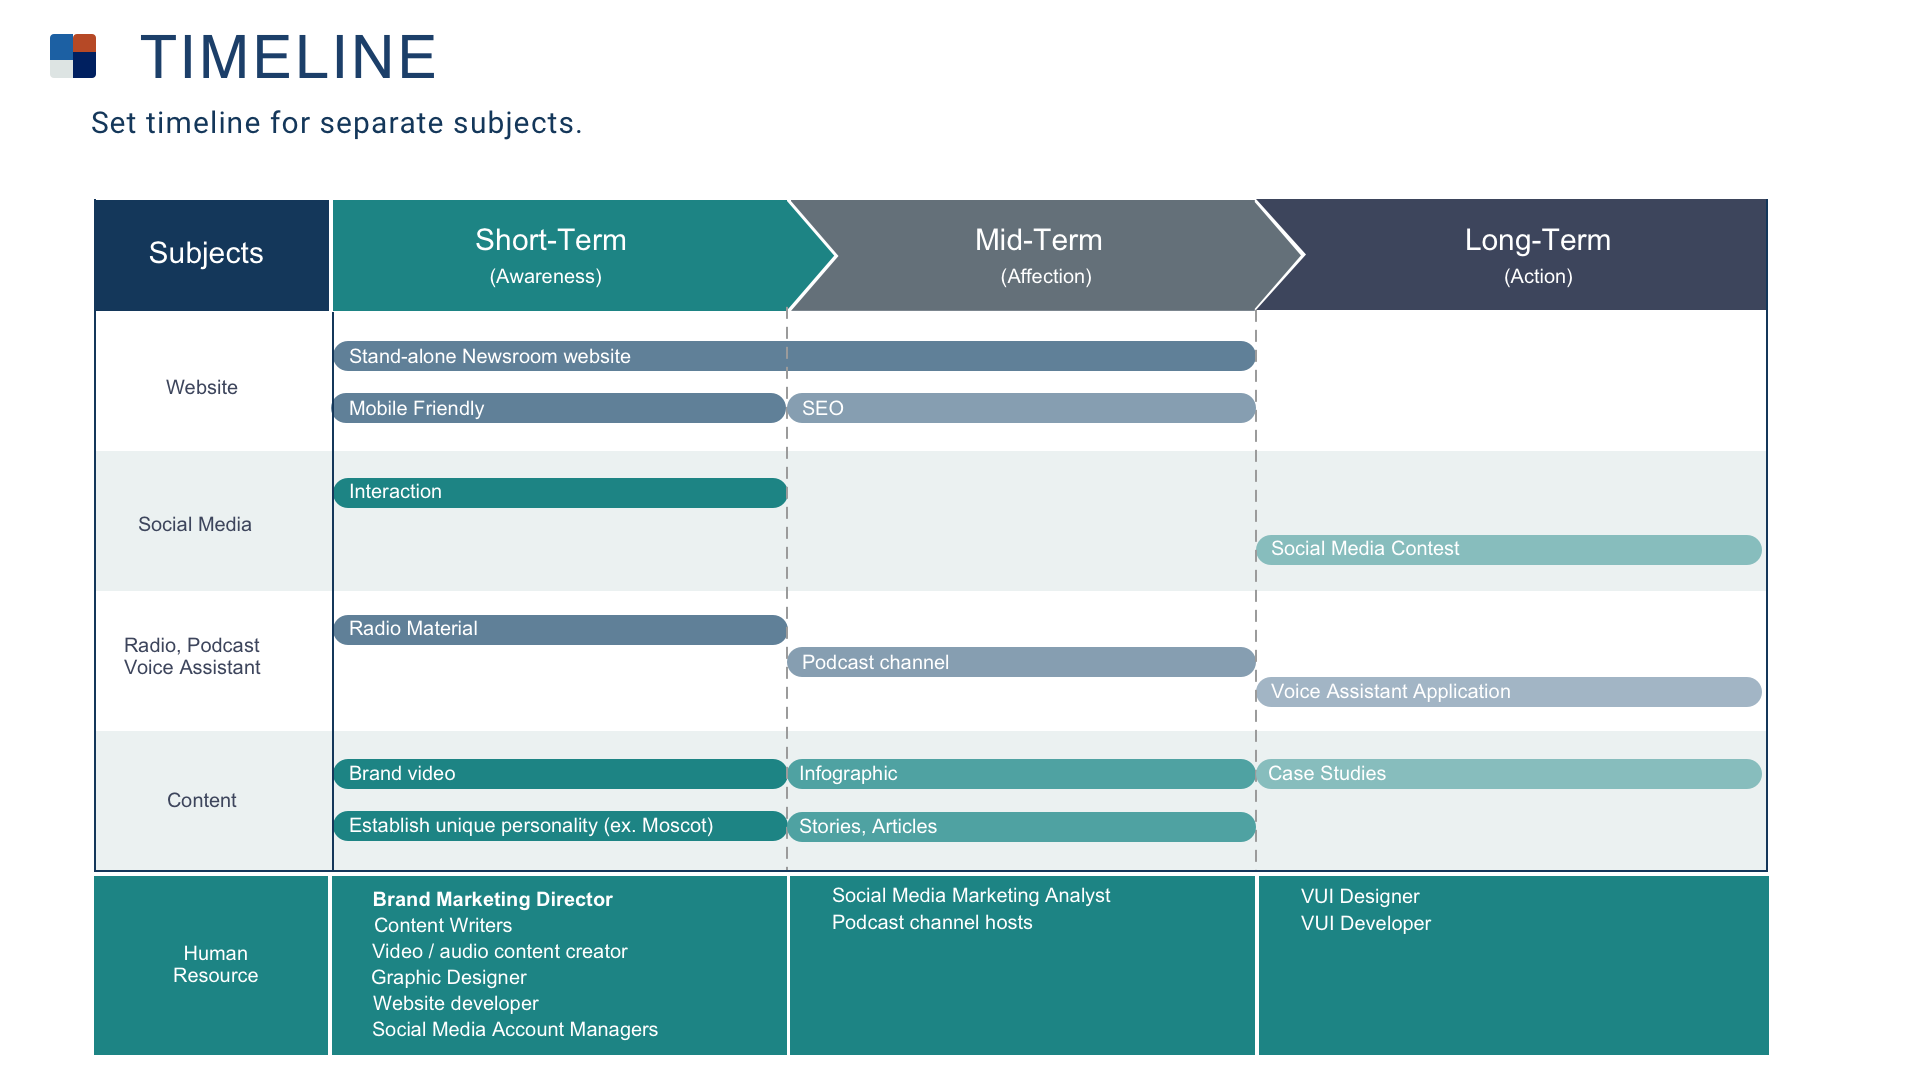 TIMELINE
Set timeline for separate subjects.
Subjects
Short-Term
(Awareness)
Mid-Term
(Affection)
Long-Term
(Action)
Website
Stand-alone Newsroom website
Mobile Friendly
SEO
Social Media
Interaction
Social Media Contest
Radio, Podcast
Voice Assistant
Radio Material
Podcast channel
Voice Assistant Application
Content
Brand video
Infographic
Case Studies
Establish unique personality (ex. Moscot)
Stories, Articles
Human
Resource
Brand Marketing Director
Content Writers
Video / audio content creator
Graphic Designer
Website developer
Social Media Account Managers
Social Media Marketing Analyst
Podcast channel hosts
VUI Designer
VUI Developer